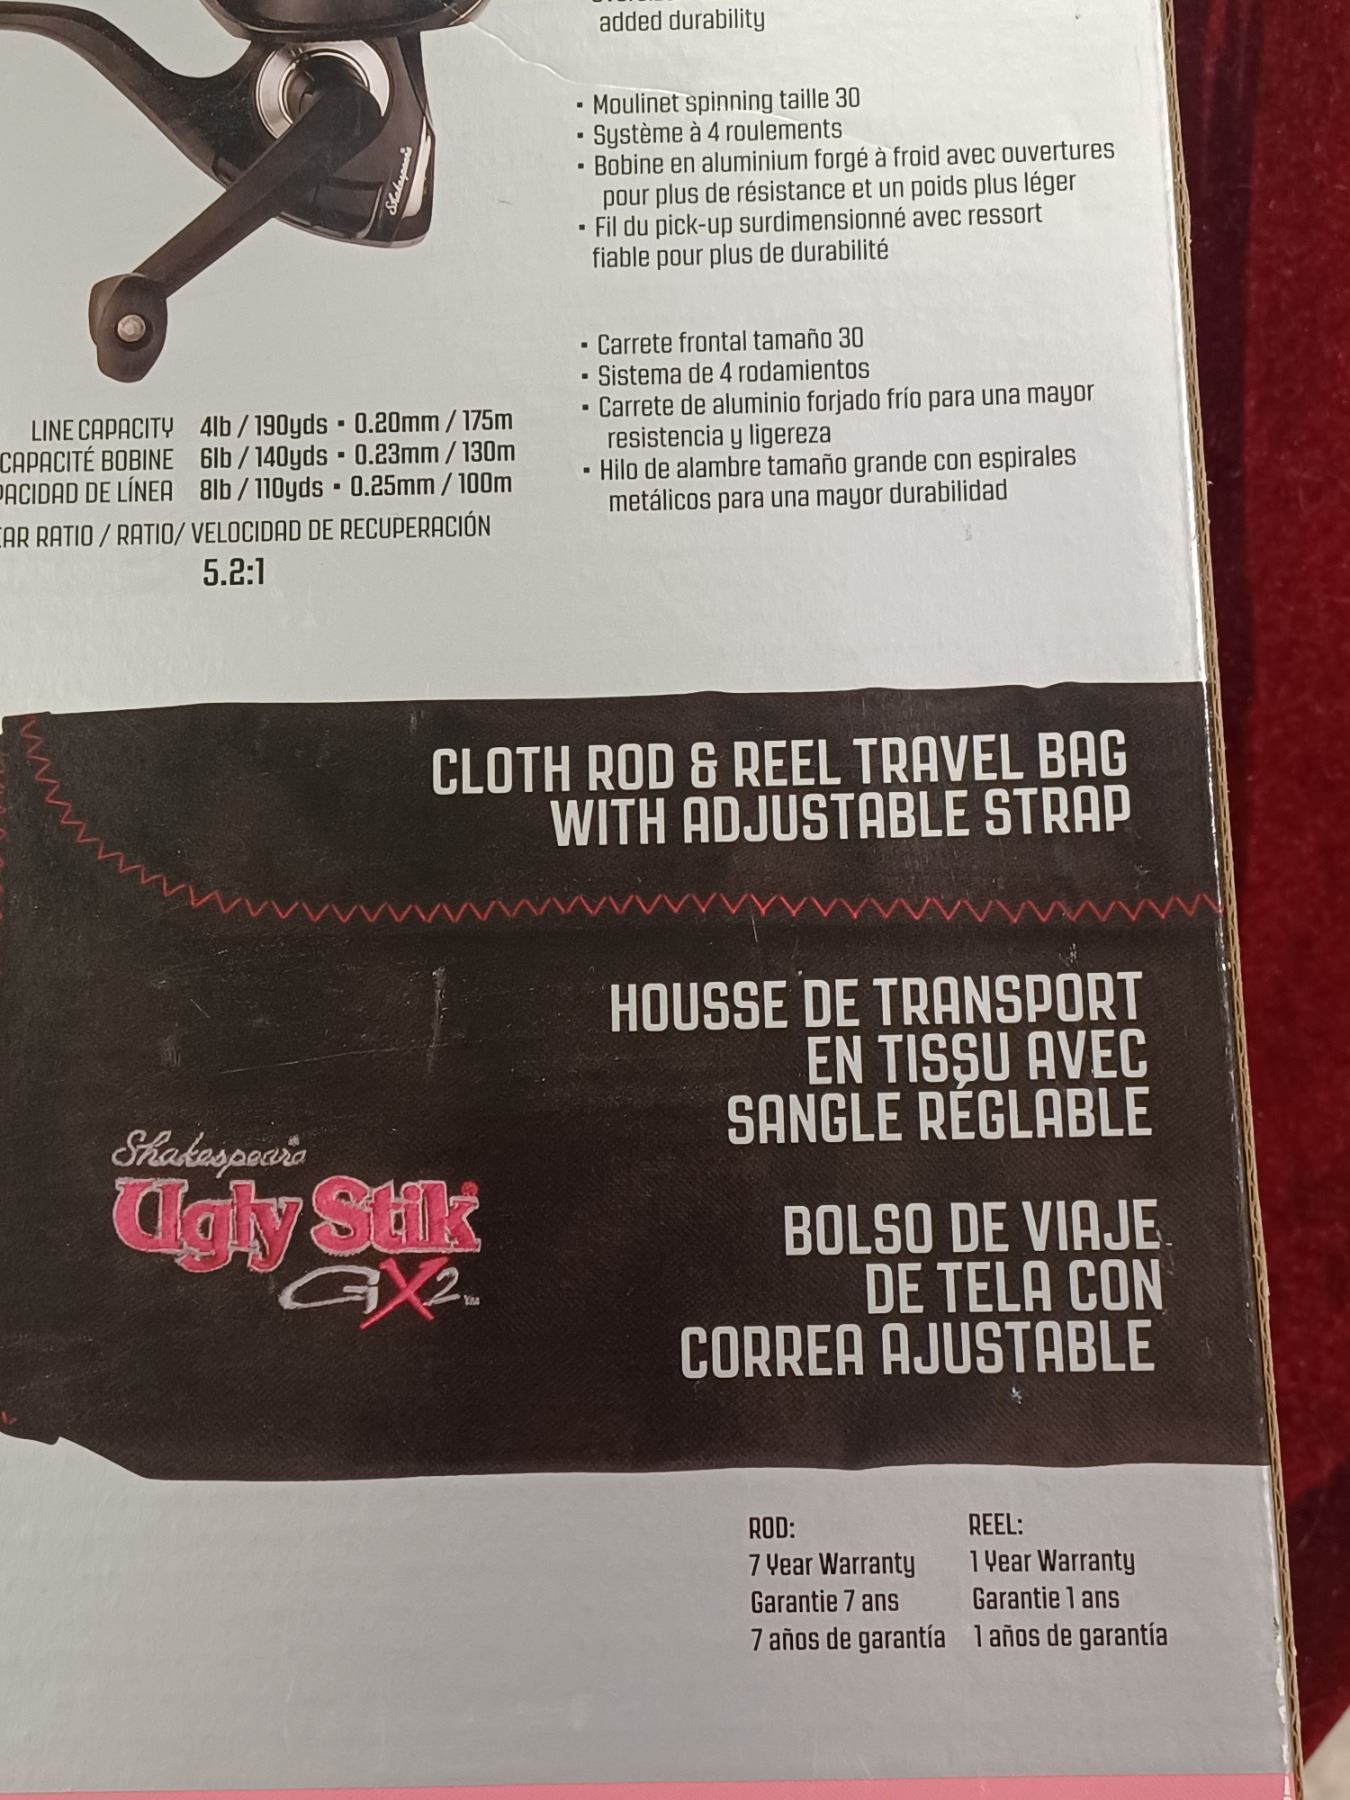 added durability
▪ Moulinet spinning taille 30
▪ Système à 4 roulements
▪ Bobine en aluminium forgé à froid avec ouvertures
pour plus de résistance et un poids plus léger
▪ Fil du pick-up surdimensionné avec ressort
fiable pour plus de durabilité
▪ Carrete frontal tamaño 30
▪ Sistema de 4 rodamientos
▪ Carrete de aluminio forjado frío para una mayor
resistencia y ligereza
▪ Hilo de alambre tamaño grande con espirales
metálicos para una mayor durabilidad
Shakespeare
LINE CAPACITY 4lb / 190yds ▪ 0.20mm / 175m
CAPACITÉ BOBINE 6lb / 140yds ▪ 0.23mm / 130m
DE LÍNEA 8lb / 110yds ▪ 0.25mm / 100m
RATIO / RATIO/ VELOCIDAD DE RECUPERACIÓN
5.2:1
CLOTH ROD & REEL TRAVEL BAG
WITH ADJUSTABLE STRAP
HOUSSE DE TRANSPORT
EN TISSU AVEC
SANGLE RÉGLABLE
Shakespeare
Ugly Stik®
GX2™
BOLSO DE VIAJE
DE TELA CON
CORREA AJUSTABLE
ROD: REEL:
7 Year Warranty 1 Year Warranty
Garantie 7 ans Garantie 1 ans
7 años de garantía 1 años de garantía